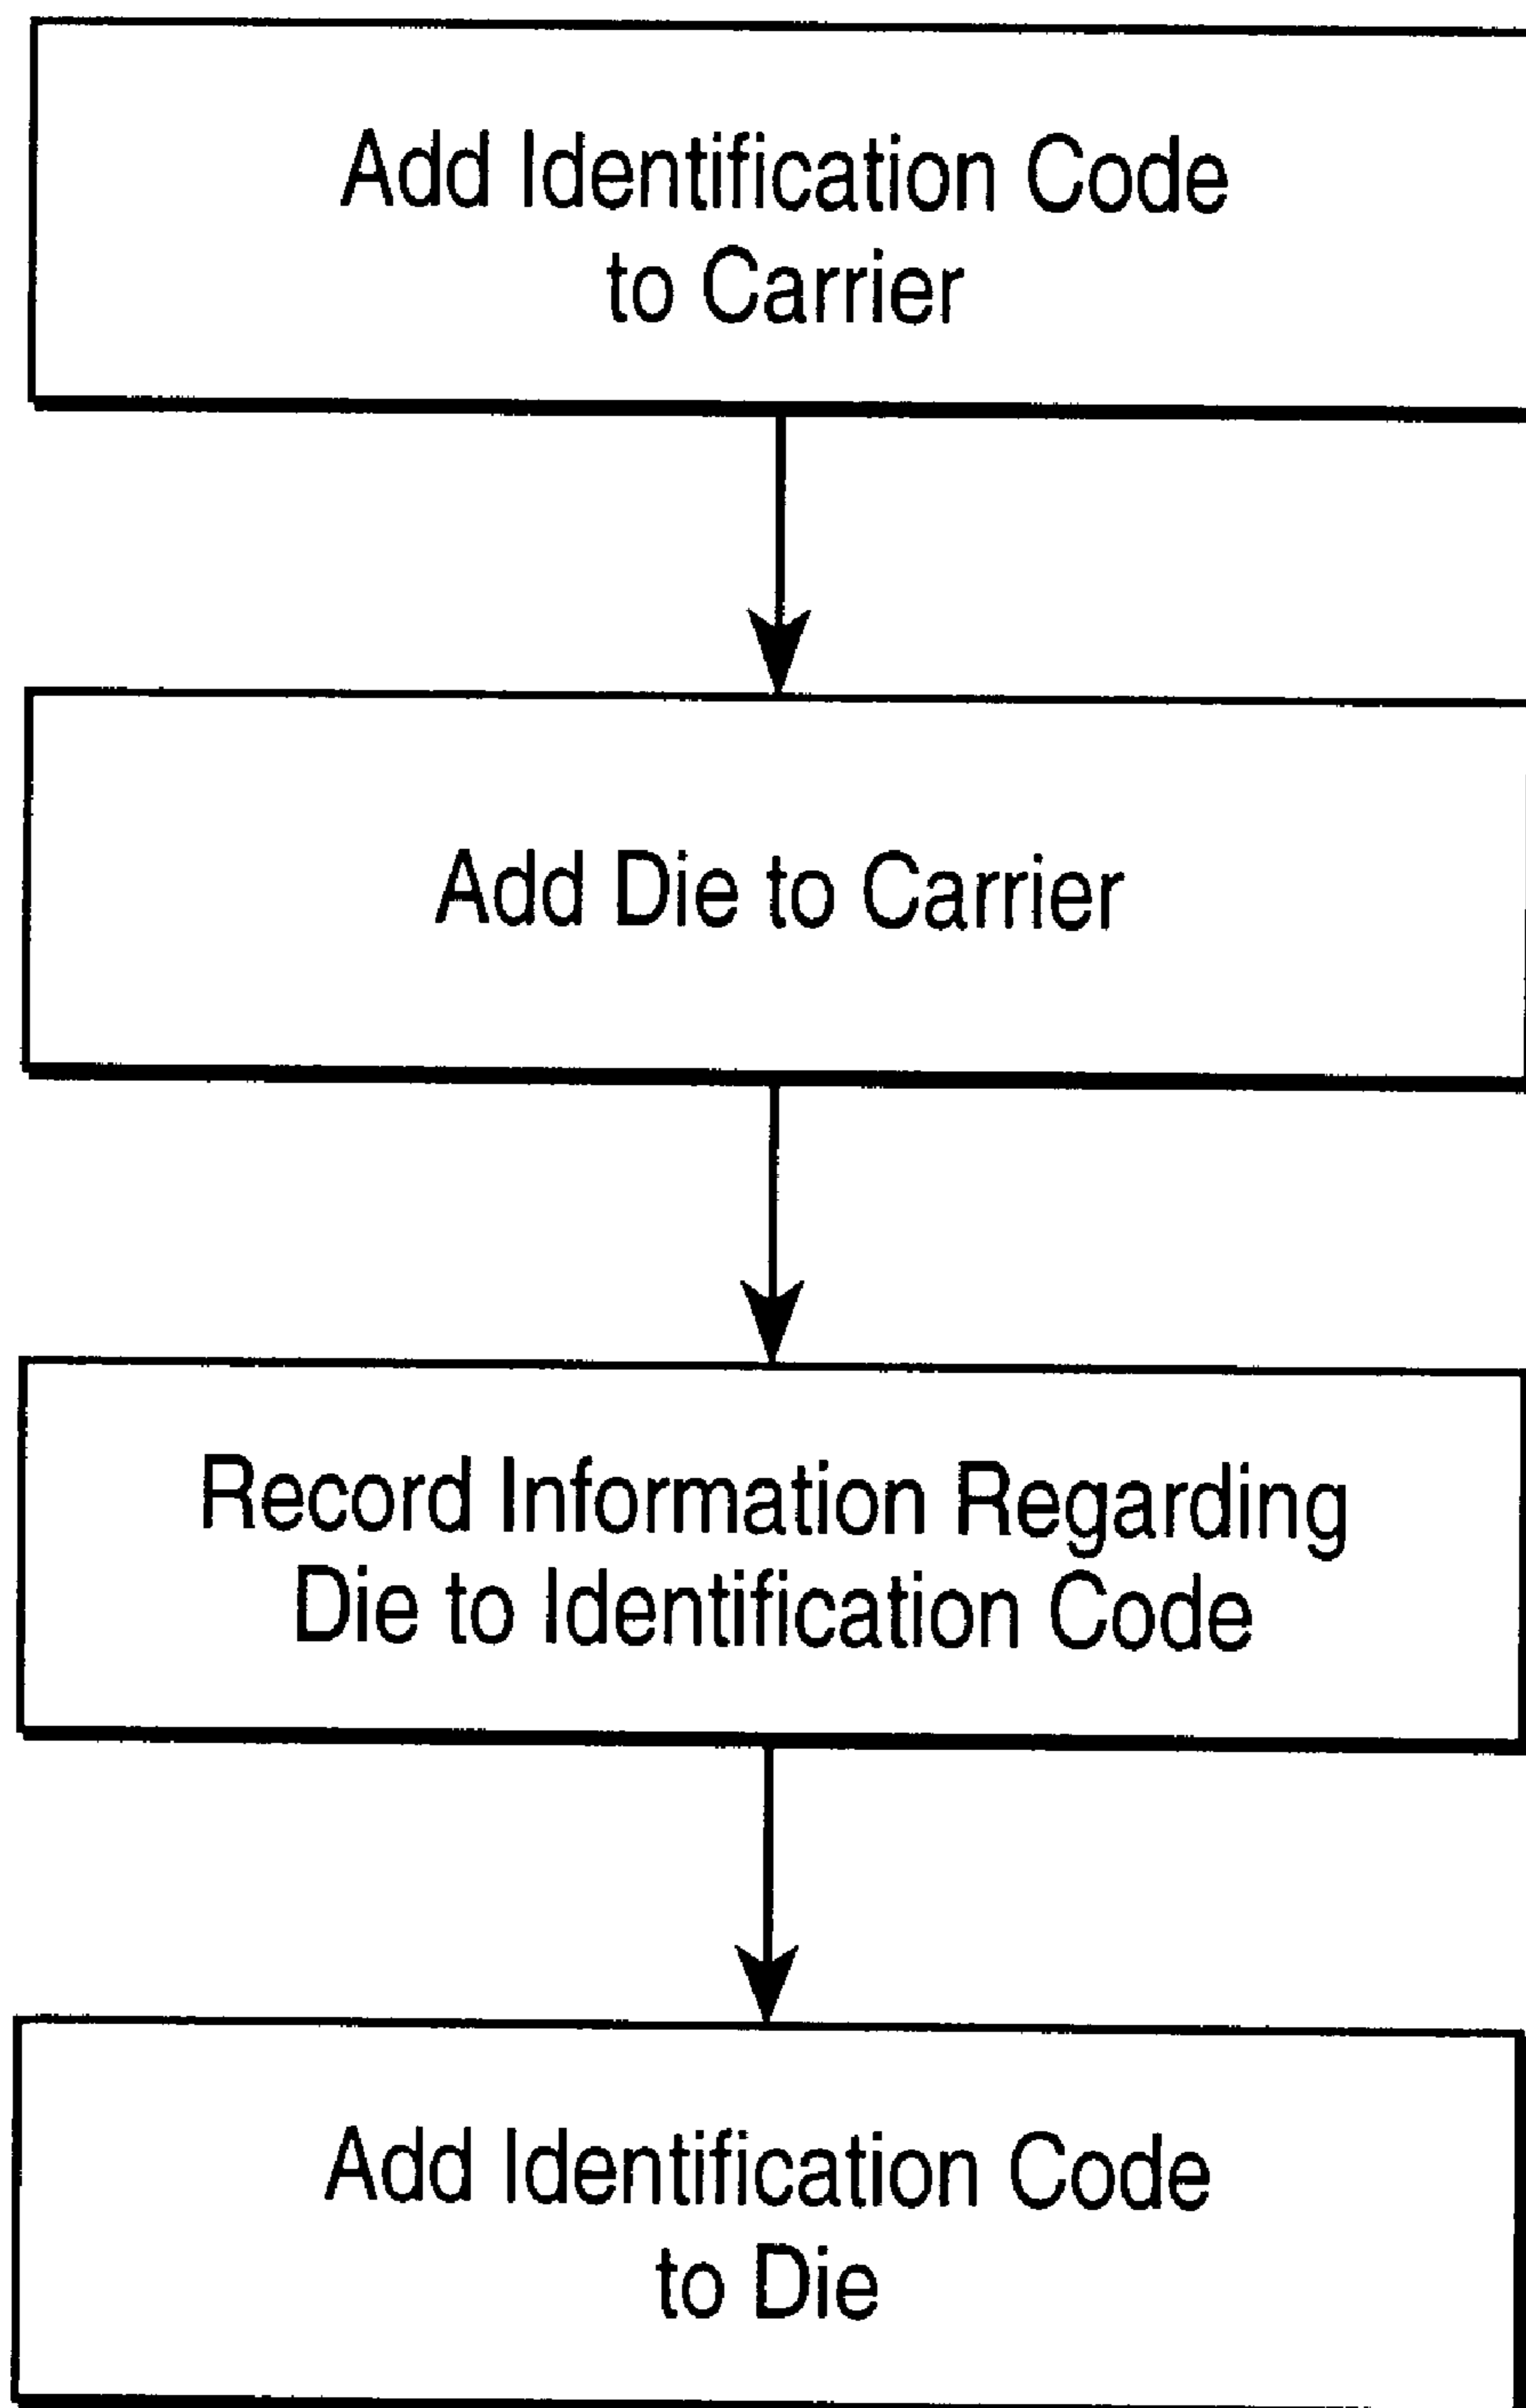 Add Identification Code
to Carrier
Add Die to Carrier
Record Information Regarding
Die to Identification Code
Add Identification Code
to Die